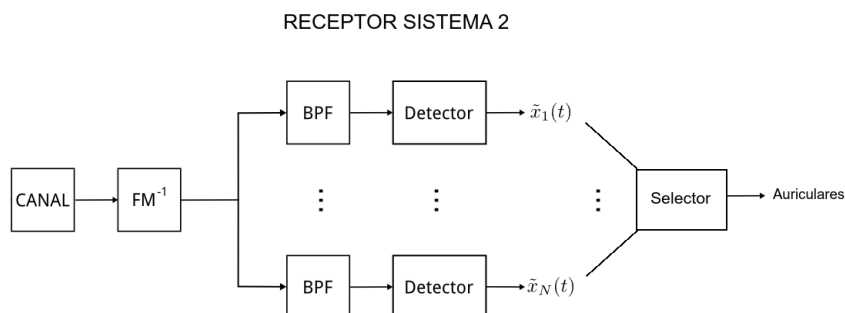 RECEPTOR SISTEMA 2
BPF
Detector
x̃₁(t)
CANAL
FM⁻¹
Selector
Auriculares
BPF
Detector
x̃_N(t)